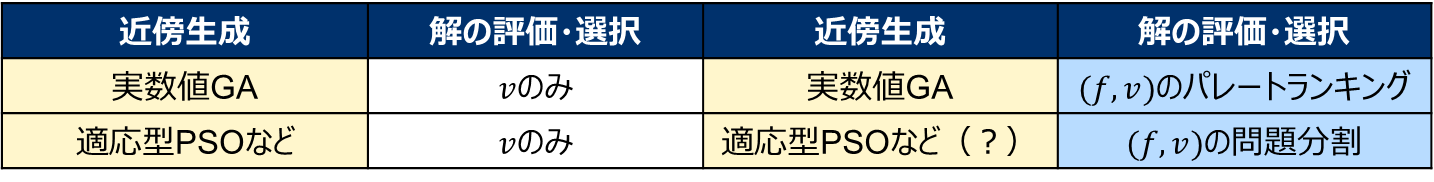 近傍生成 解の評価･選択 近傍生成 解の評価･選択
実数値GA 𝑣のみ 実数値GA (𝑓,𝑣)のパレートランキング
適応型PSOなど 𝑣のみ 適応型PSOなど（？） (𝑓,𝑣)の問題分割